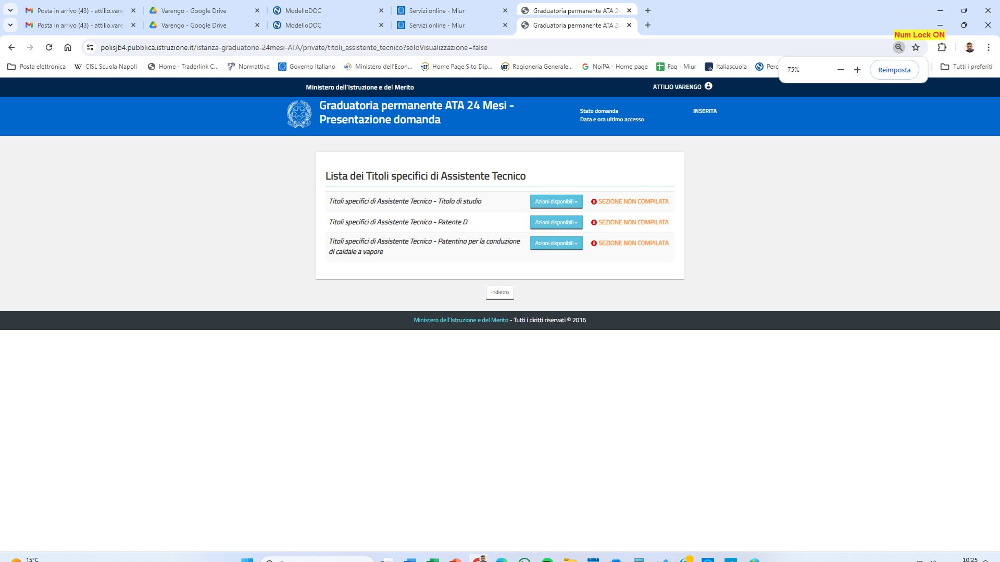 Posta in arrivo (43) - attilio.vare
Varengo - Google Drive
ModelloDOC
Servizi online - Miur
Graduatoria permanente ATA 24
Posta in arrivo (43) - attilio.vare
Varengo - Google Drive
ModelloDOC
Servizi online - Miur
Graduatoria permanente ATA 24
Num Lock ON
polisjb4.pubblica.istruzione.it/istanza-graduatorie-24mesi-ATA/private/titoli_assistente_tecnico?soloVisualizzazione=false
Posta elettronica
CISL Scuola Napoli
Home - Traderlink C...
Normattiva
Governo Italiano
Ministero dell'Econ...
Home Page Sito Dip...
Ragioneria Generale...
NoiPA - Home page
Faq - Miur
Italiascuola
Perc
Tutti i preferiti
75%
Reimposta
Ministero dell'Istruzione e del Merito
ATTILIO VARENGO
Graduatoria permanente ATA 24 Mesi -
Presentazione domanda
Stato domanda
INSERITA
Data e ora ultimo accesso
Lista dei Titoli specifici di Assistente Tecnico
Titoli specifici di Assistente Tecnico - Titolo di studio
Azioni disponibili
SEZIONE NON COMPILATA
Titoli specifici di Assistente Tecnico - Patente D
Azioni disponibili
SEZIONE NON COMPILATA
Titoli specifici di Assistente Tecnico - Patentino per la conduzione
di caldaie a vapore
Azioni disponibili
SEZIONE NON COMPILATA
indietro
Ministero dell'Istruzione e del Merito - Tutti i diritti riservati © 2016
15°C
10:25